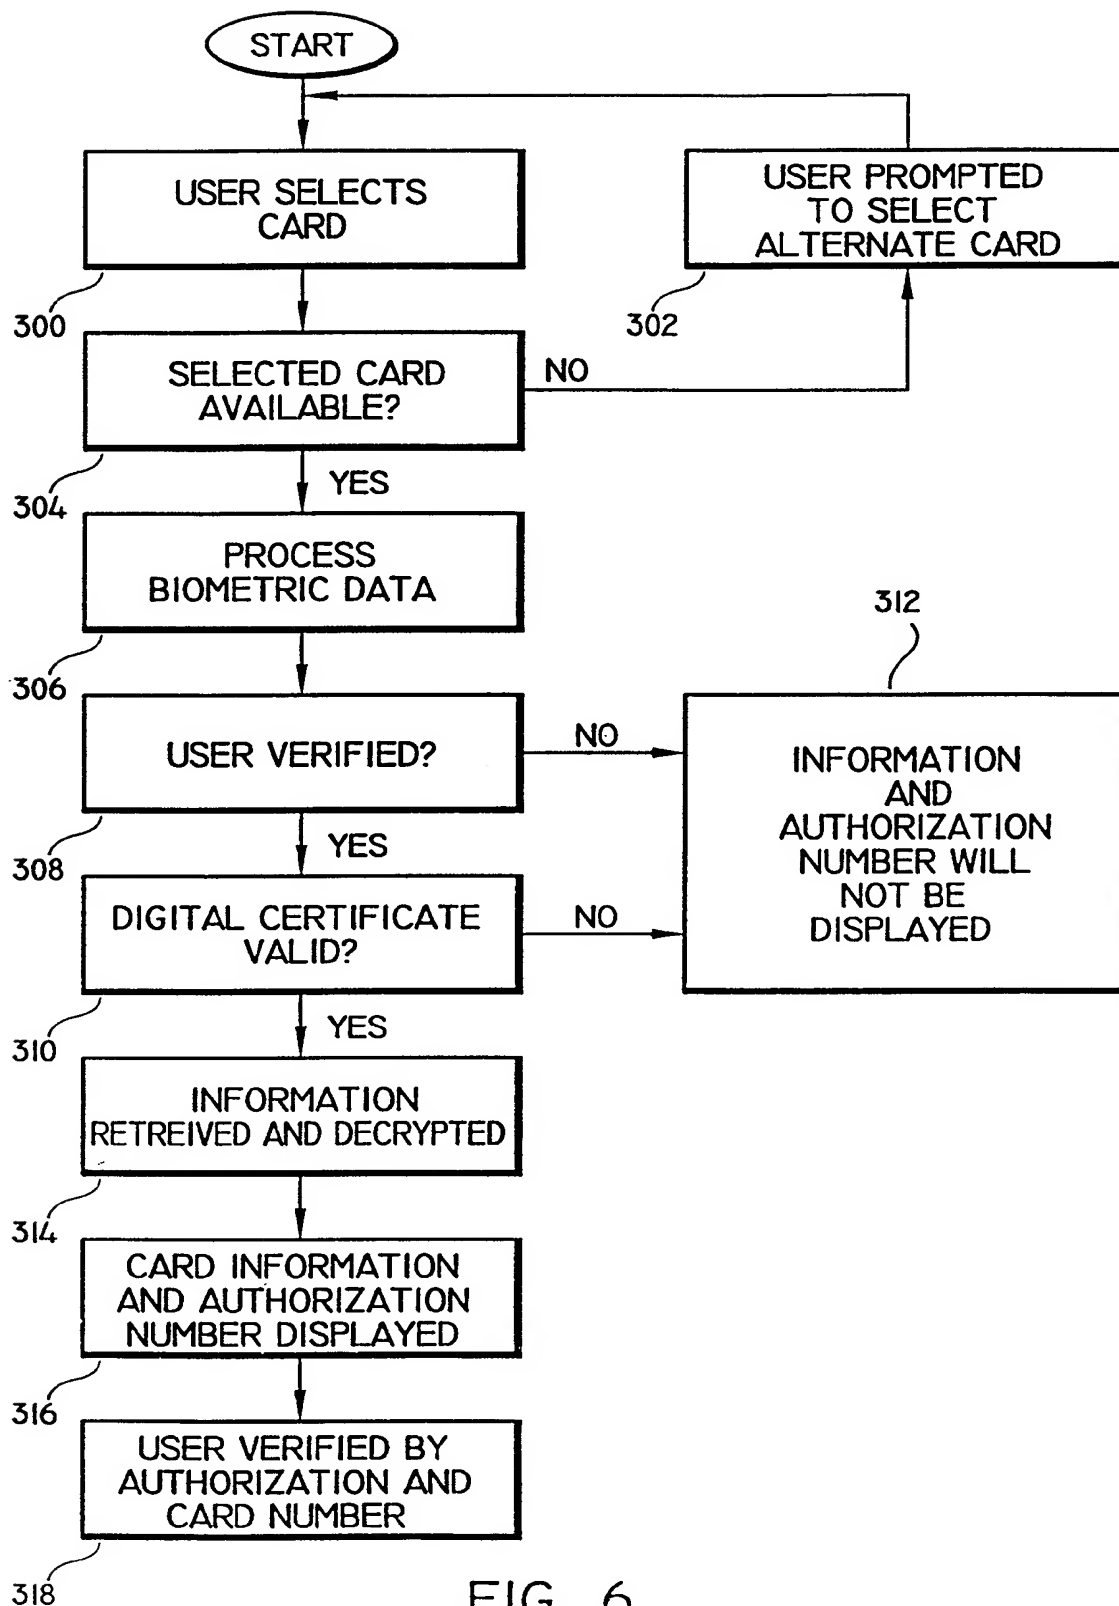 START
USER SELECTS
CARD
300
USER PROMPTED
TO SELECT
ALTERNATE CARD
302
SELECTED CARD
AVAILABLE?
NO
304
YES
PROCESS
BIOMETRIC DATA
306
312
USER VERIFIED?
NO
INFORMATION
AND
AUTHORIZATION
NUMBER WILL
NOT BE
DISPLAYED
308
YES
DIGITAL CERTIFICATE
VALID?
NO
310
YES
INFORMATION
RETREIVED AND DECRYPTED
314
CARD INFORMATION
AND AUTHORIZATION
NUMBER DISPLAYED
316
USER VERIFIED BY
AUTHORIZATION AND
CARD NUMBER
318
FIG. 6